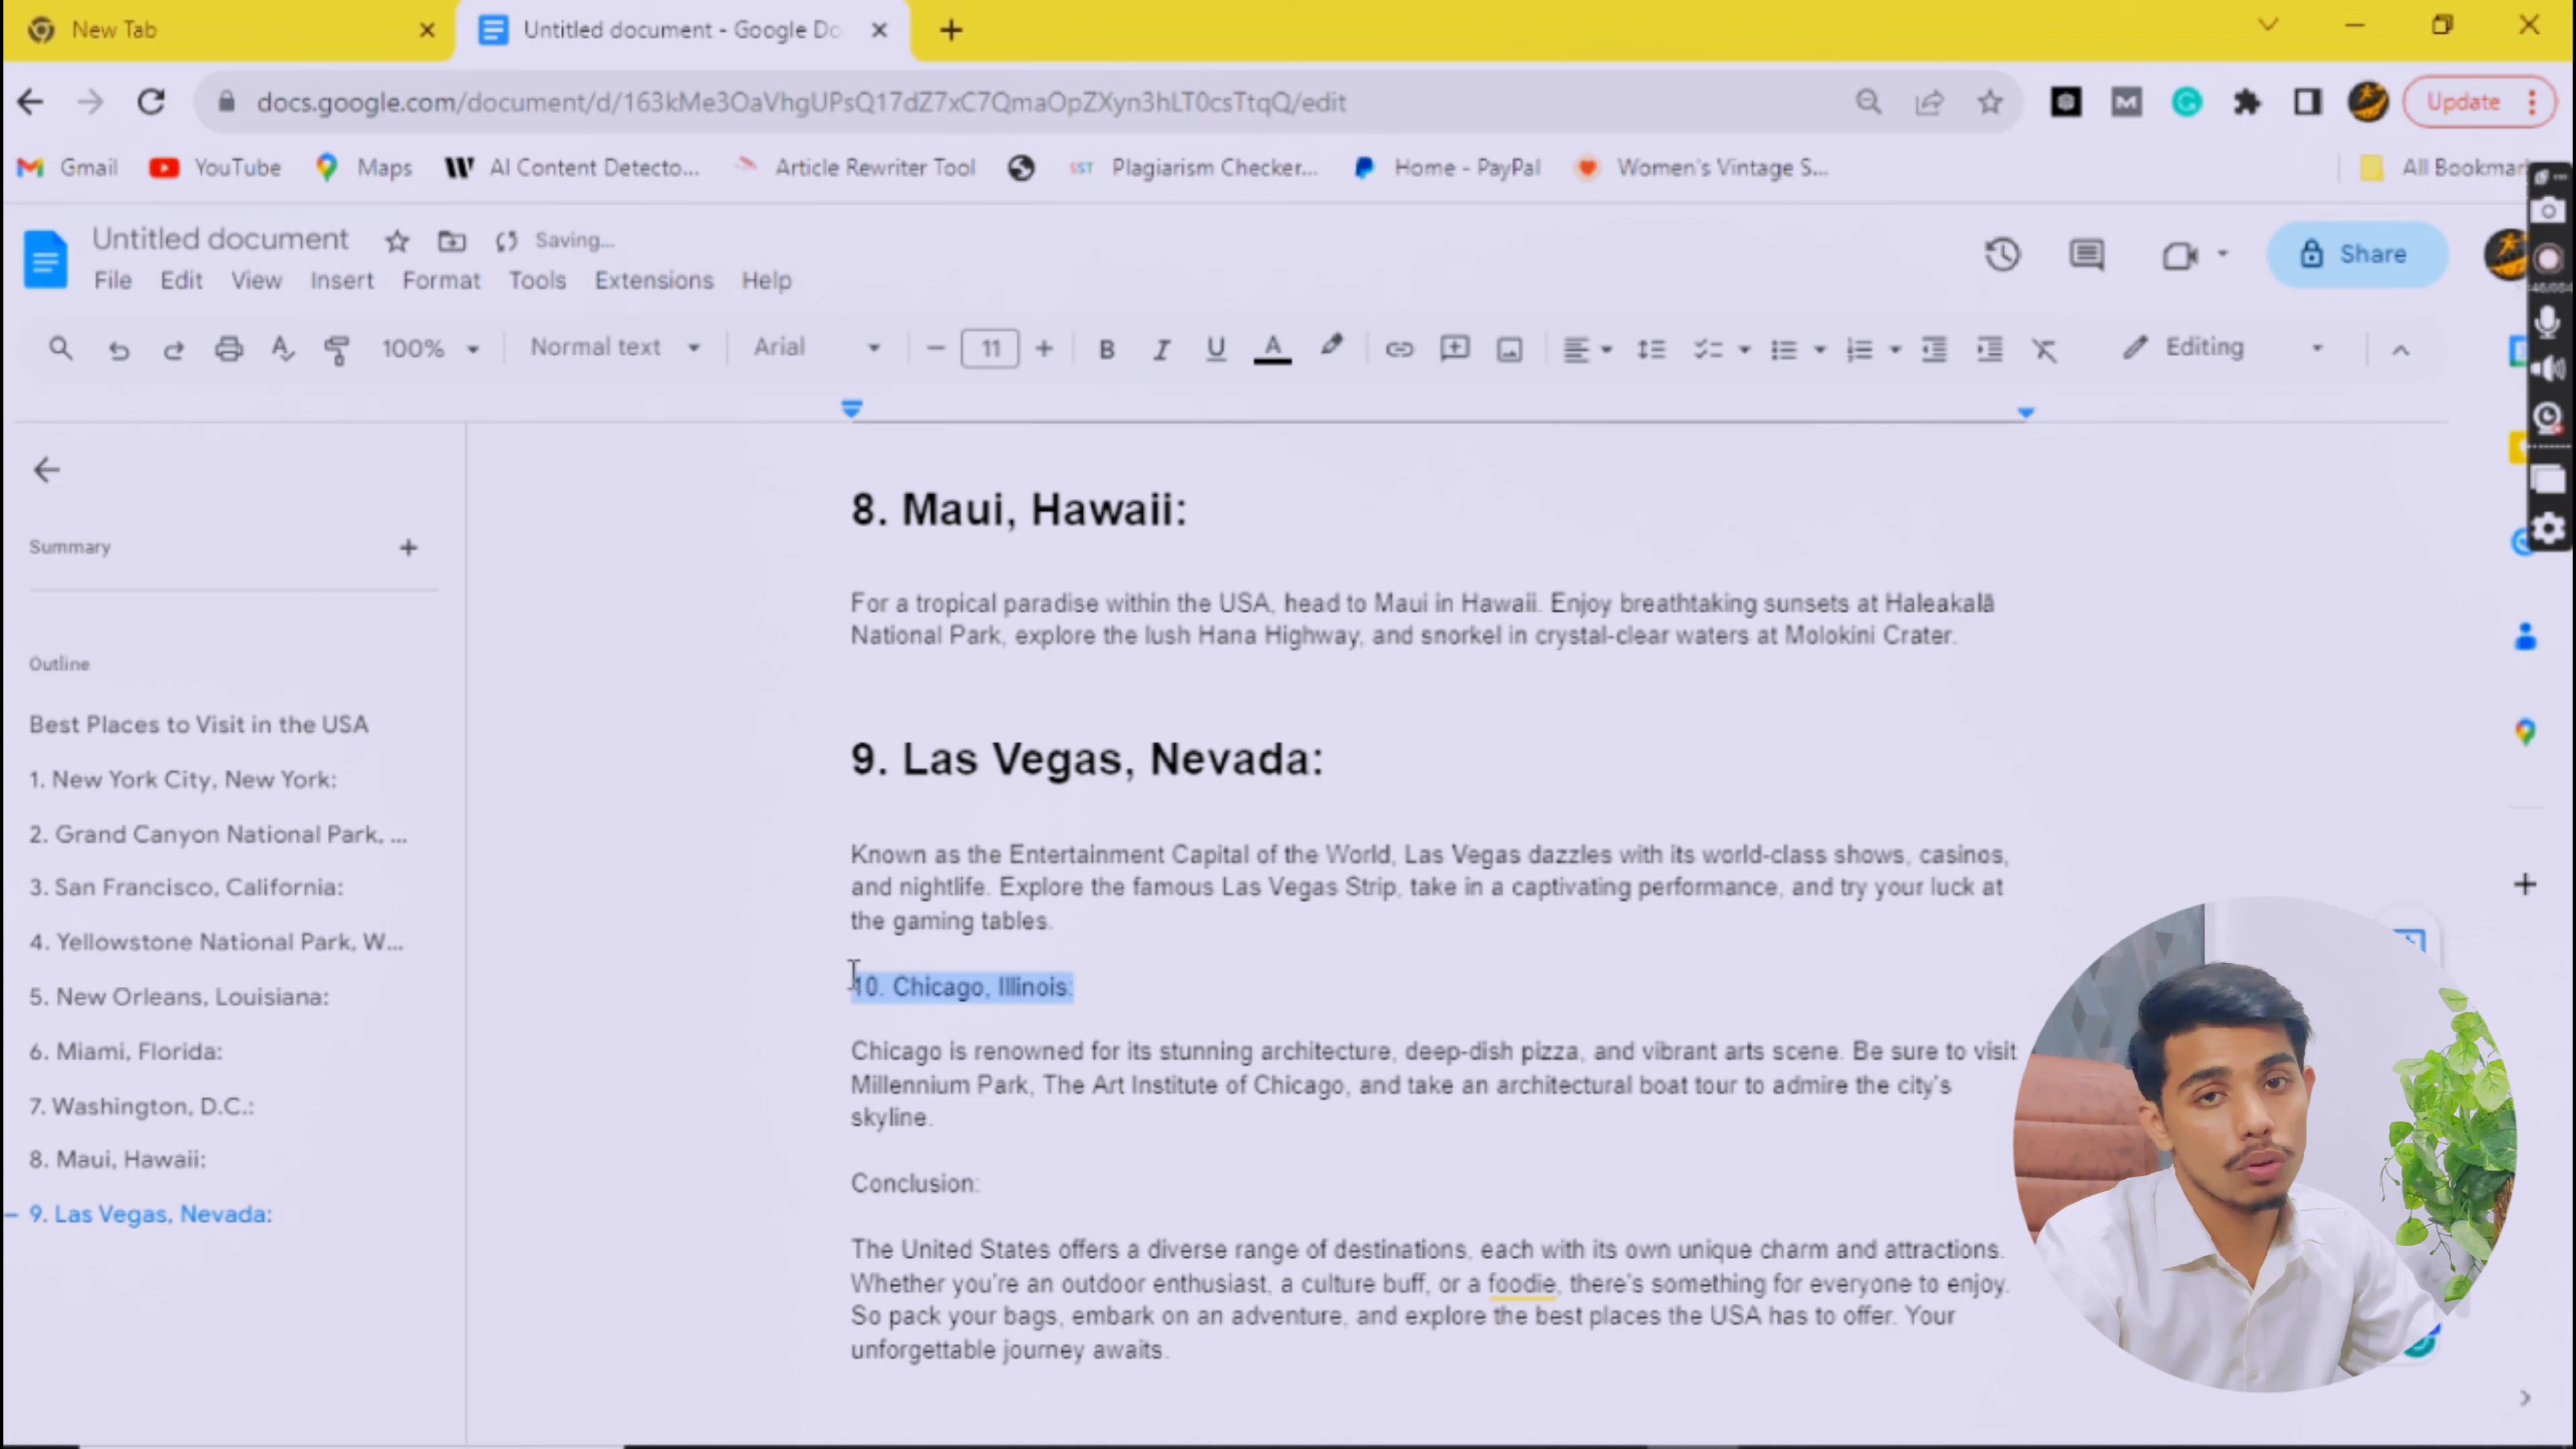 New Tab
Untitled document - Google Do
docs.google.com/document/d/163kMe3OaVhgUPsQ17dZ7xC7QmaOpZXyn3hLT0csTtqQ/edit
Update
Gmail
YouTube
Maps
AI Content Detecto...
Article Rewriter Tool
SST
Plagiarism Checker...
Home - PayPal
Women's Vintage S...
All Bookmar
Untitled document
Saving...
File Edit View Insert Format Tools Extensions Help
Share
100%
Normal text
Arial
11
Editing
Summary
Outline
Best Places to Visit in the USA
1. New York City, New York:
2. Grand Canyon National Park, ...
3. San Francisco, California:
4. Yellowstone National Park, W...
5. New Orleans, Louisiana:
6. Miami, Florida:
7. Washington, D.C.:
8. Maui, Hawaii:
9. Las Vegas, Nevada:
8. Maui, Hawaii:
For a tropical paradise within the USA, head to Maui in Hawaii. Enjoy breathtaking sunsets at Haleakalā
National Park, explore the lush Hana Highway, and snorkel in crystal-clear waters at Molokini Crater.
9. Las Vegas, Nevada:
Known as the Entertainment Capital of the World, Las Vegas dazzles with its world-class shows, casinos,
and nightlife. Explore the famous Las Vegas Strip, take in a captivating performance, and try your luck at
the gaming tables.
10. Chicago, Illinois:
Chicago is renowned for its stunning architecture, deep-dish pizza, and vibrant arts scene. Be sure to visit
Millennium Park, The Art Institute of Chicago, and take an architectural boat tour to admire the city's
skyline.
Conclusion:
The United States offers a diverse range of destinations, each with its own unique charm and attractions.
Whether you're an outdoor enthusiast, a culture buff, or a foodie, there's something for everyone to enjoy.
So pack your bags, embark on an adventure, and explore the best places the USA has to offer. Your
unforgettable journey awaits.